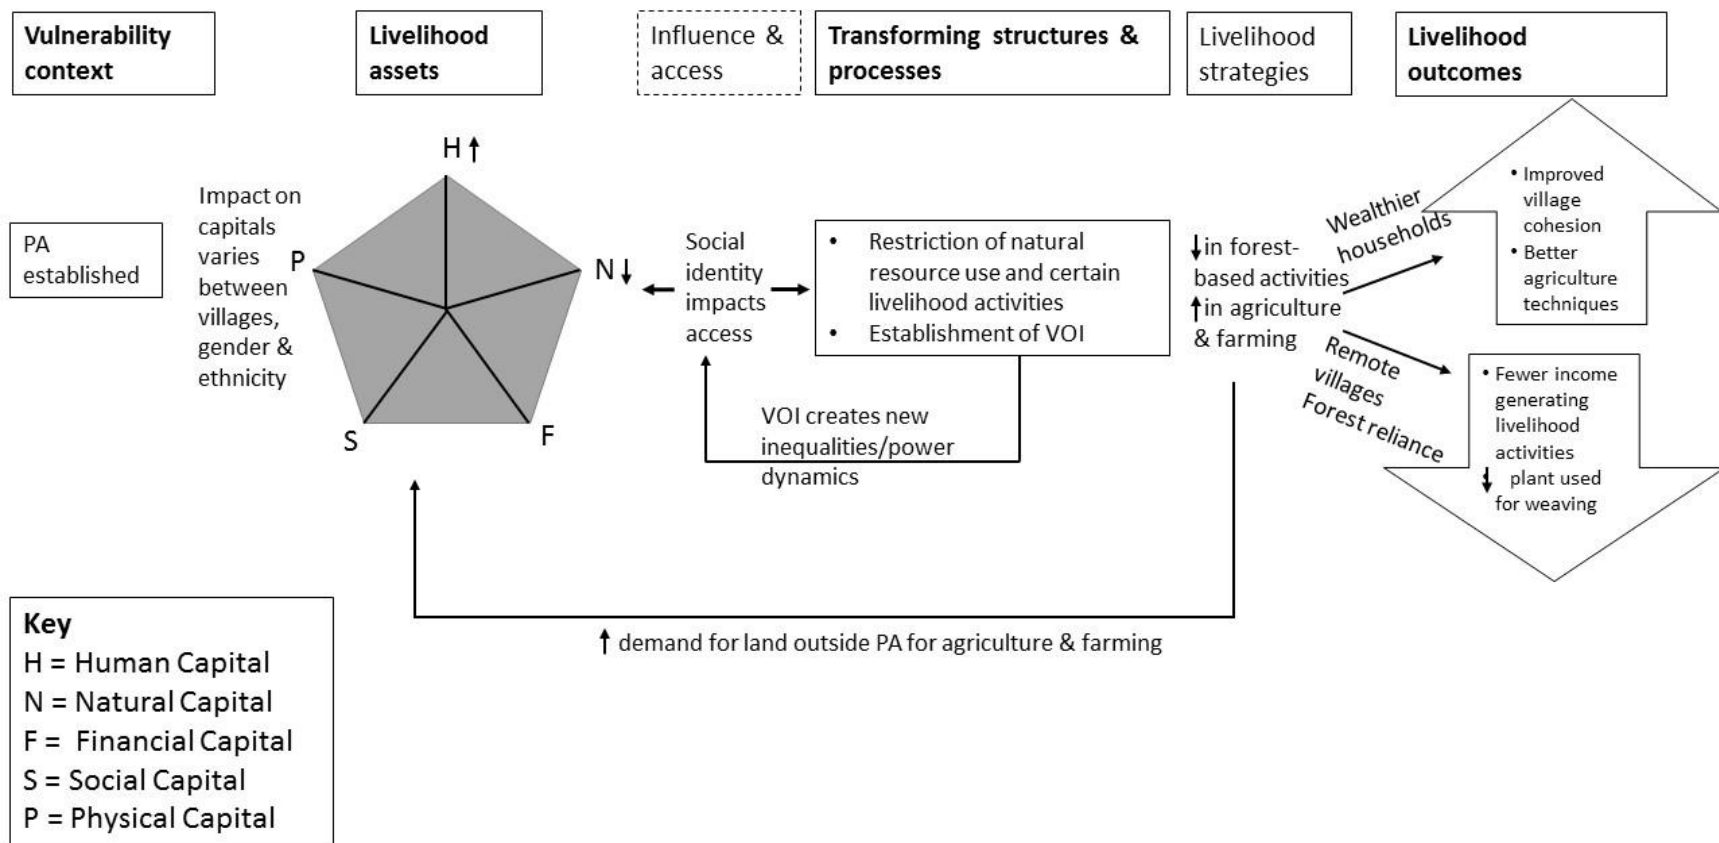 Vulnerability
context
Livelihood
assets
Influence &
access
Transforming structures &
processes
Livelihood
strategies
Livelihood
outcomes
PA
established
Impact on
capitals
varies
between
villages,
gender &
ethnicity
H ↑
P
N ↓
S
F
Social
identity
impacts
access
• Restriction of natural
resource use and certain
livelihood activities
• Establishment of VOI
VOI creates new
inequalities/power
dynamics
↓ in forest-
based activities
↑ in agriculture
& farming
Wealthier
households
Remote
villages
Forest reliance
• Improved
village
cohesion
• Better
agriculture
techniques
• Fewer income
generating
livelihood
activities
↓ plant used
for weaving
↑ demand for land outside PA for agriculture & farming
Key
H = Human Capital
N = Natural Capital
F = Financial Capital
S = Social Capital
P = Physical Capital